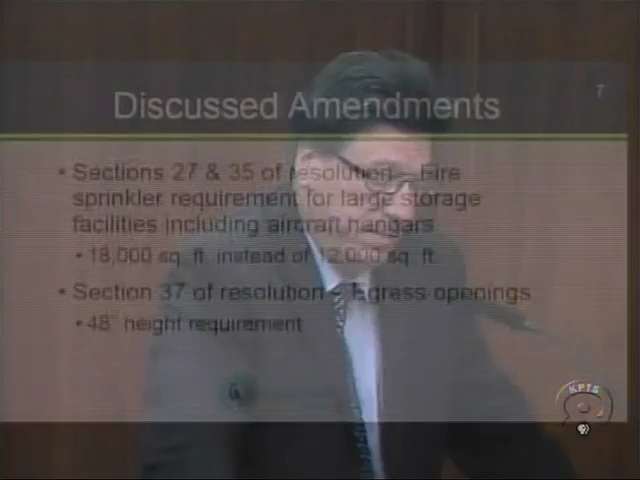 7
Discussed Amendments
• Sections 27 & 35 of resolution – Fire
sprinkler requirement for large storage
facilities including aircraft hangars
• 18,000 sq. ft. instead of 12,000 sq. ft.
• Section 37 of resolution – Egress openings
• 48" height requirement
KPTS